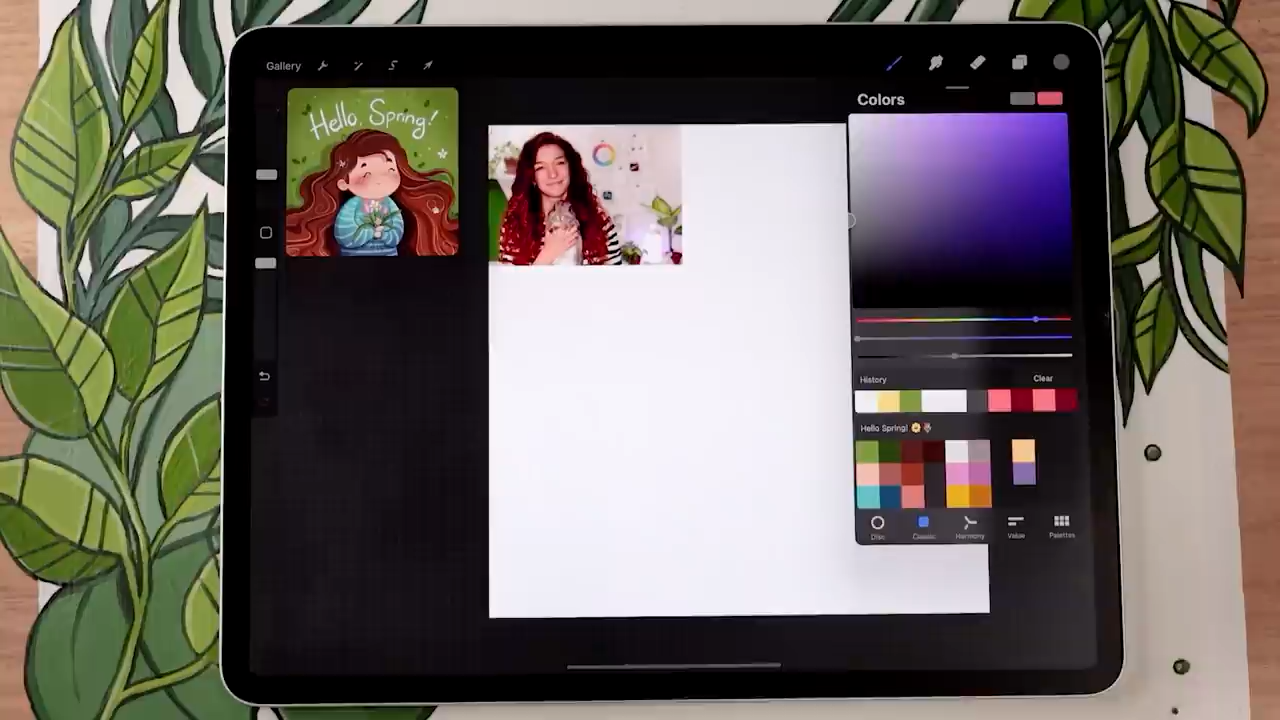 Gallery
Hello, Spring!
Colors
History Clear
Hello Spring!
Disc Classic Harmony Value Palettes